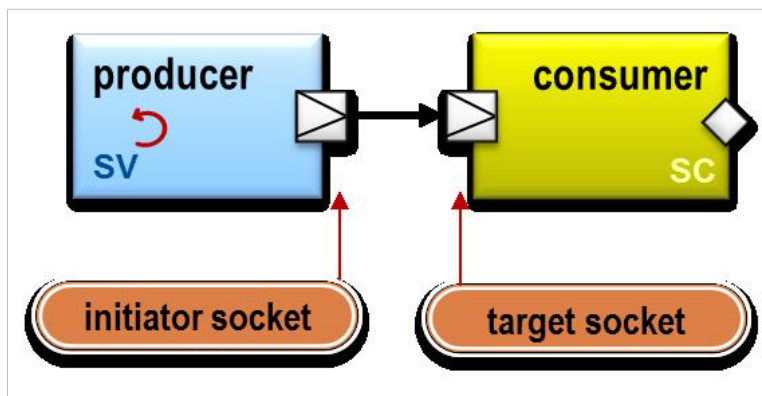 producer
SV
consumer
SC
initiator socket
target socket